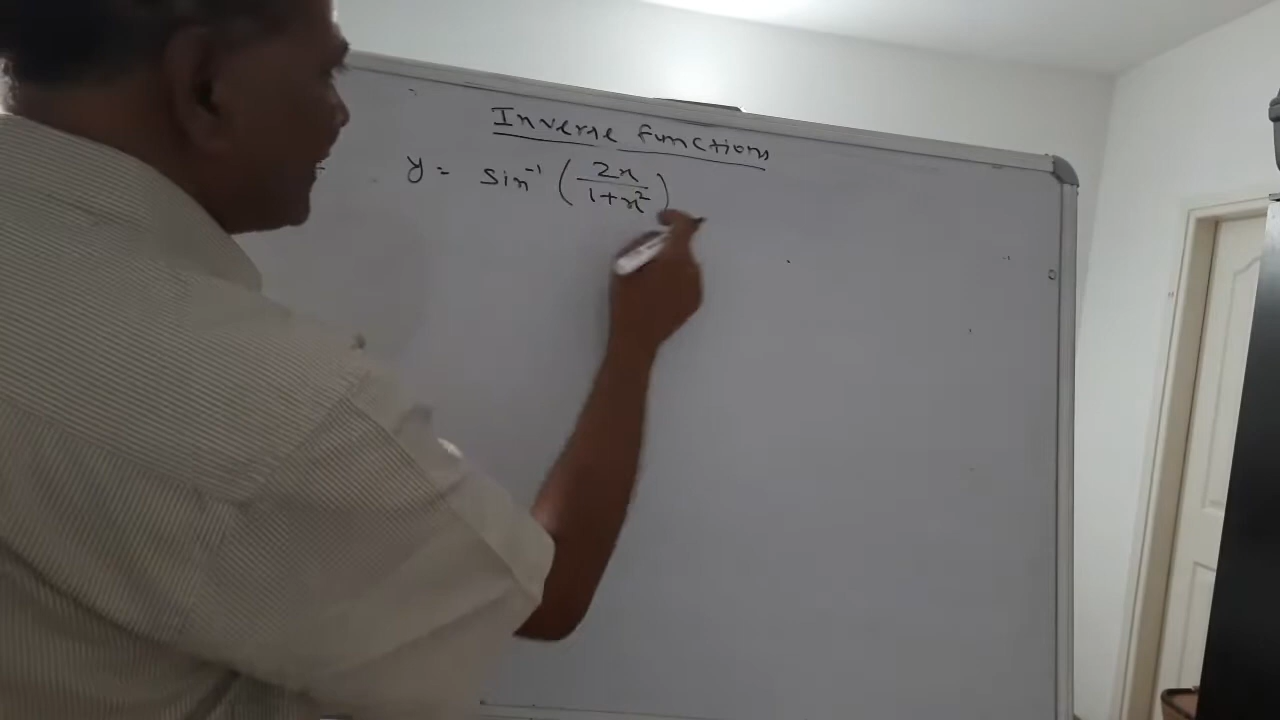 Inverse functions
y = sin⁻¹ (2x/1+x²)